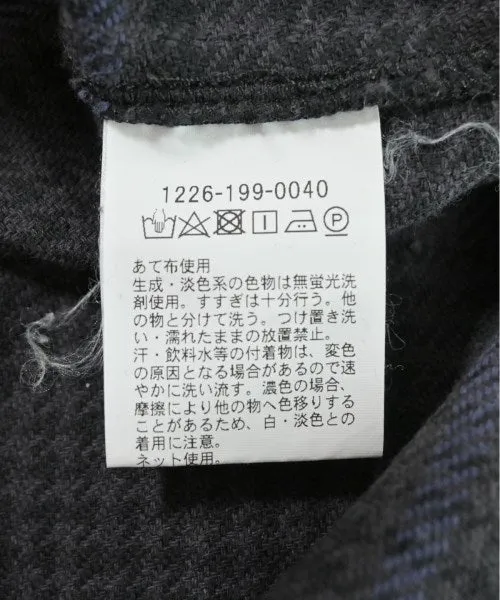 1226-199-0040
P
あて布使用
生成・淡色系の色物は無蛍光洗
剤使用。すすぎは十分行う。他
の物と分けて洗う。つけ置き洗
い・濡れたままの放置禁止。
汗・飲料水等の付着物は、変色
の原因となる場合があるので速
やかに洗い流す。濃色の場合、
摩擦により他の物へ色移りする
ことがあるため、白・淡色との
着用に注意。
ネット使用。